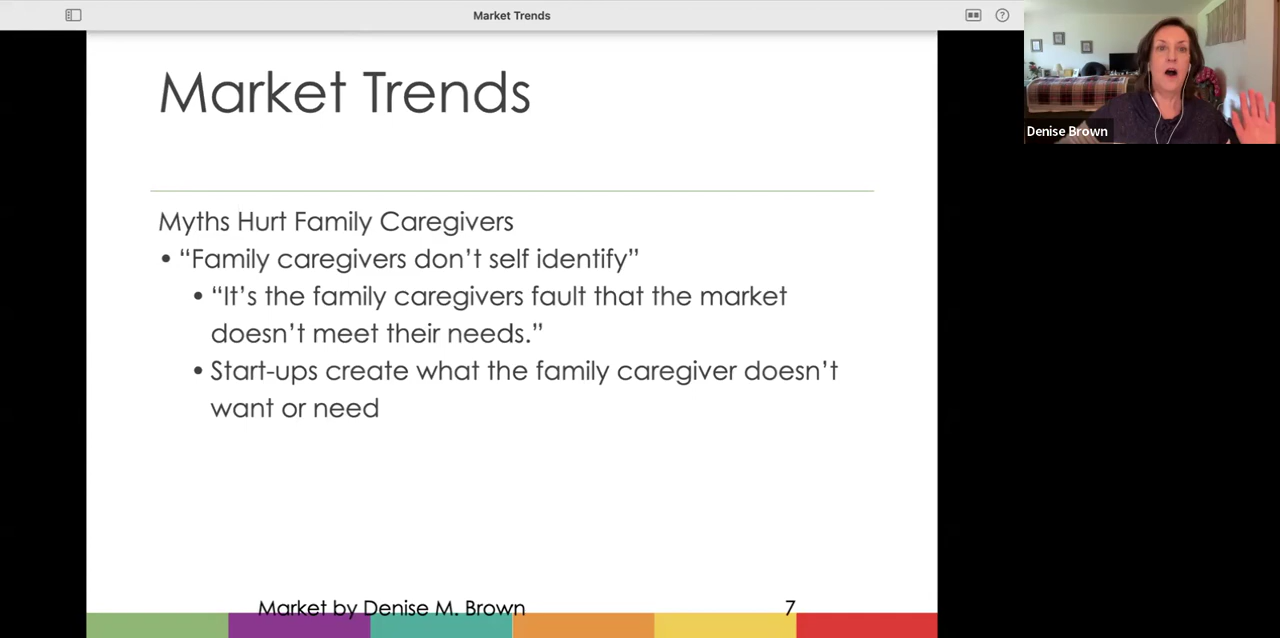 Market Trends
Denise Brown
Market Trends
Myths Hurt Family Caregivers
• “Family caregivers don’t self identify”
• “It’s the family caregivers fault that the market
doesn’t meet their needs.”
• Start-ups create what the family caregiver doesn’t
want or need
Market by Denise M. Brown
7